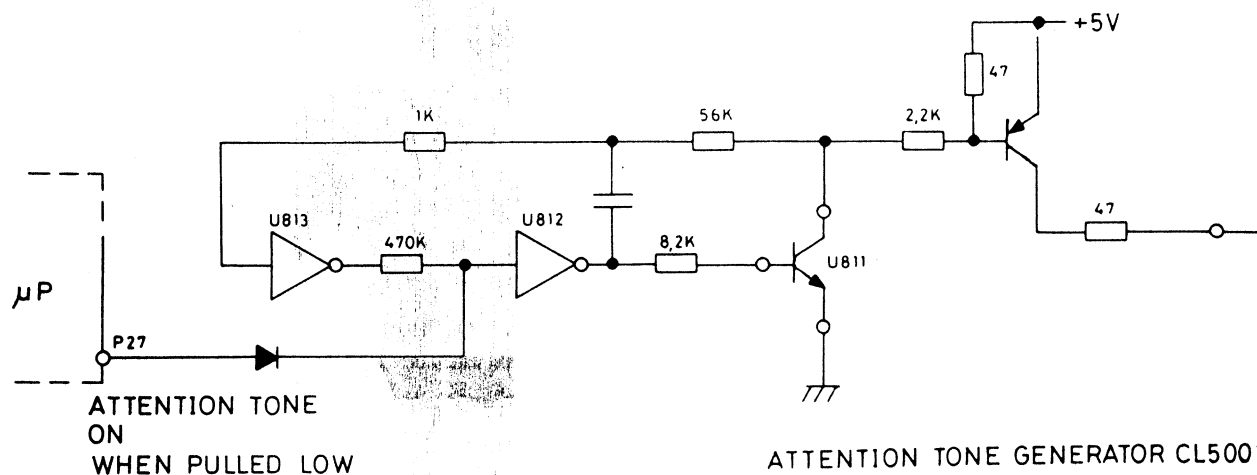 +5V
47
1K
56K
2,2K
U813
U812
47
470K
8,2K
U811
µP
P27
ATTENTION TONE
ON
WHEN PULLED LOW
ATTENTION TONE GENERATOR CL500